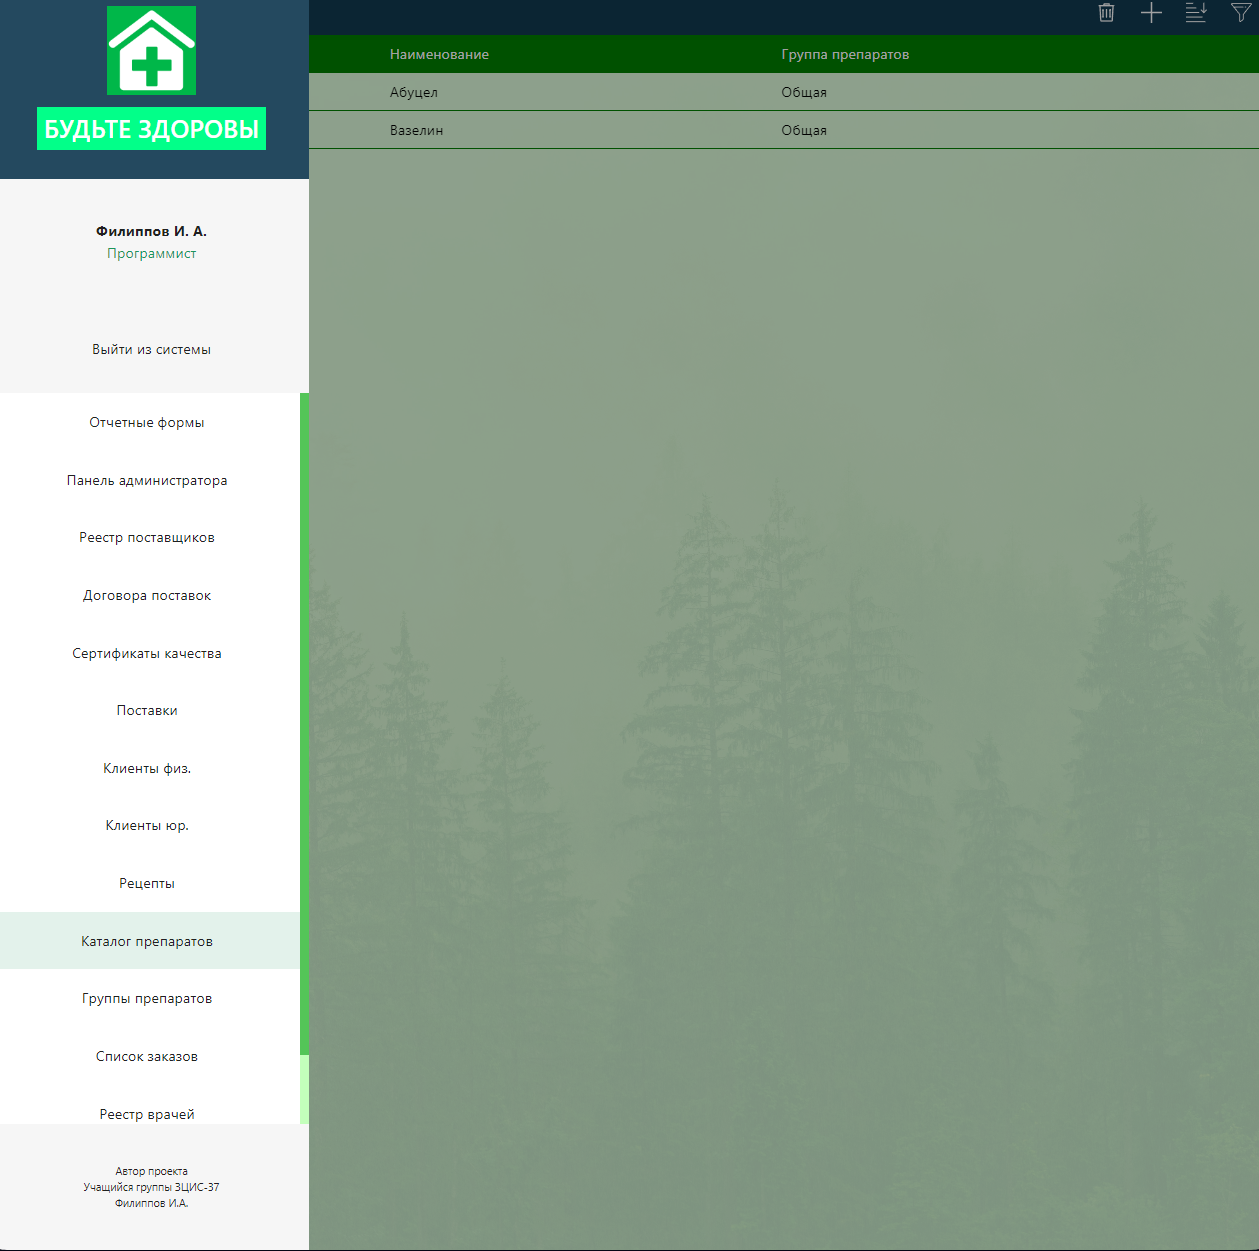 БУДЬТЕ ЗДОРОВЫ
Филиппов И. А.
Программист
Выйти из системы
Отчетные формы
Панель администратора
Реестр поставщиков
Договора поставок
Сертификаты качества
Поставки
Клиенты физ.
Клиенты юр.
Рецепты
Каталог препаратов
Группы препаратов
Список заказов
Реестр врачей
Автор проекта
Учащийся группы ЗЦИС-37
Филиппов И.А.
Наименование Группа препаратов
Абуцел Общая
Вазелин Общая